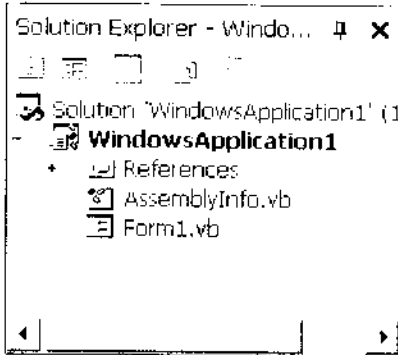 Solution Explorer - Windo...
Solution 'WindowsApplication1' (1
WindowsApplication1
References
AssemblyInfo.vb
Form1.vb